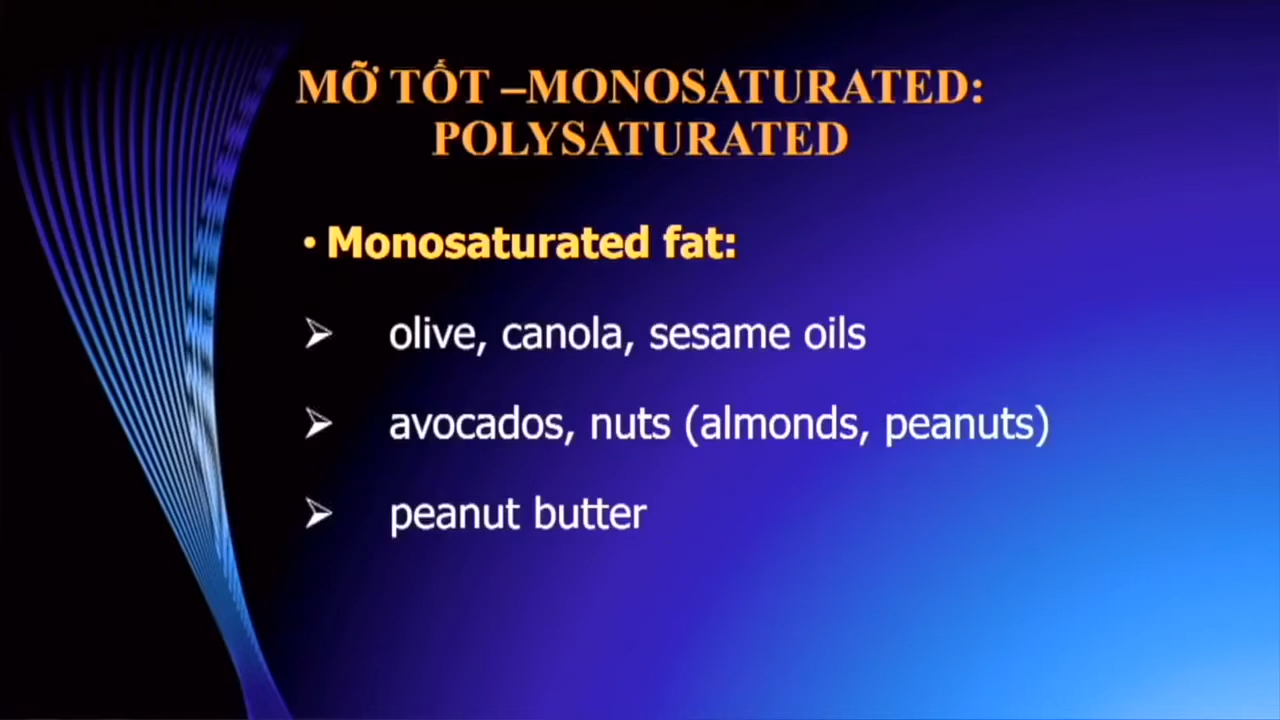 MỠ TỐT –MONOSATURATED:
POLYSATURATED
• Monosaturated fat:
➢ olive, canola, sesame oils
➢ avocados, nuts (almonds, peanuts)
➢ peanut butter